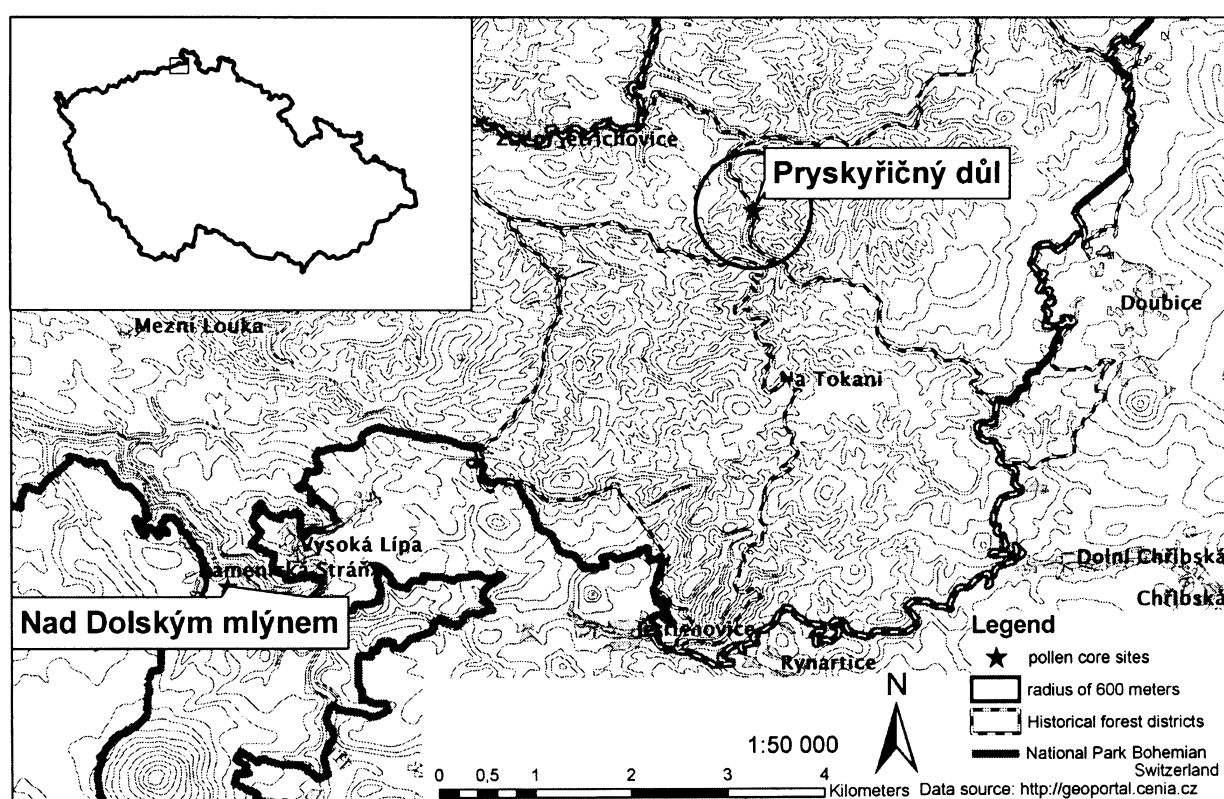 Pryskyřičný důl
Doubice
Mezní Louka
Na Tokani
Vysoká Lípa
Dolní Chřibská
Chřibská
Nad Dolským mlýnem
Rynartice
Legend
pollen core sites
radius of 600 meters
Historical forest districts
National Park Bohemian
Switzerland
N
1:50 000
0 0,5 1 2 3 4
Kilometers
Data source: http://geoportal.cenia.cz